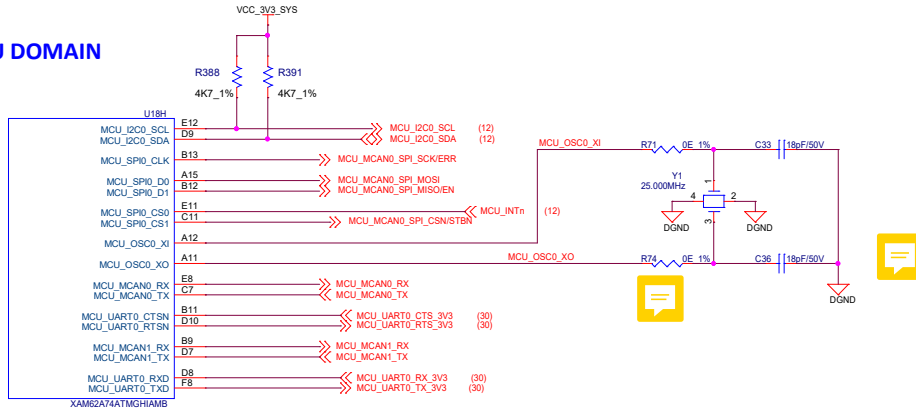 VCC_3V3_SYS
U DOMAIN
R388
R391
4K7_1%
4K7_1%
U18H
MCU_I2C0_SCL E12 MCU_I2C0_SCL (12)
MCU_I2C0_SDA D9 MCU_I2C0_SDA (12)
MCU_SPI0_CLK B13 MCU_MCAN0_SPI_SCK/ERR
MCU_SPI0_D0 A15 MCU_MCAN0_SPI_MOSI
MCU_SPI0_D1 B12 MCU_MCAN0_SPI_MISO/EN
MCU_SPI0_CS0 E11 MCU_INTn (12)
MCU_SPI0_CS1 C11 MCU_MCAN0_SPI_CSN/STBN
MCU_OSC0_XI A12
MCU_OSC0_XO A11
MCU_MCAN0_RX E8 MCU_MCAN0_RX
MCU_MCAN0_TX C7 MCU_MCAN0_TX
MCU_UART0_CTSN B11 MCU_UART0_CTS_3V3 (30)
MCU_UART0_RTSN D10 MCU_UART0_RTS_3V3 (30)
MCU_MCAN1_RX B9 MCU_MCAN1_RX
MCU_MCAN1_TX D7 MCU_MCAN1_TX
MCU_UART0_RXD D8 MCU_UART0_RX_3V3 (30)
MCU_UART0_TXD F8 MCU_UART0_TX_3V3 (30)
XAM62A74ATMGHIAMB
MCU_OSC0_XI R71 0E_1% C33 18pF/50V
Y1
25.000MHz
1
4 2
3
DGND DGND
MCU_OSC0_XO R74 0E_1% C36 18pF/50V
DGND